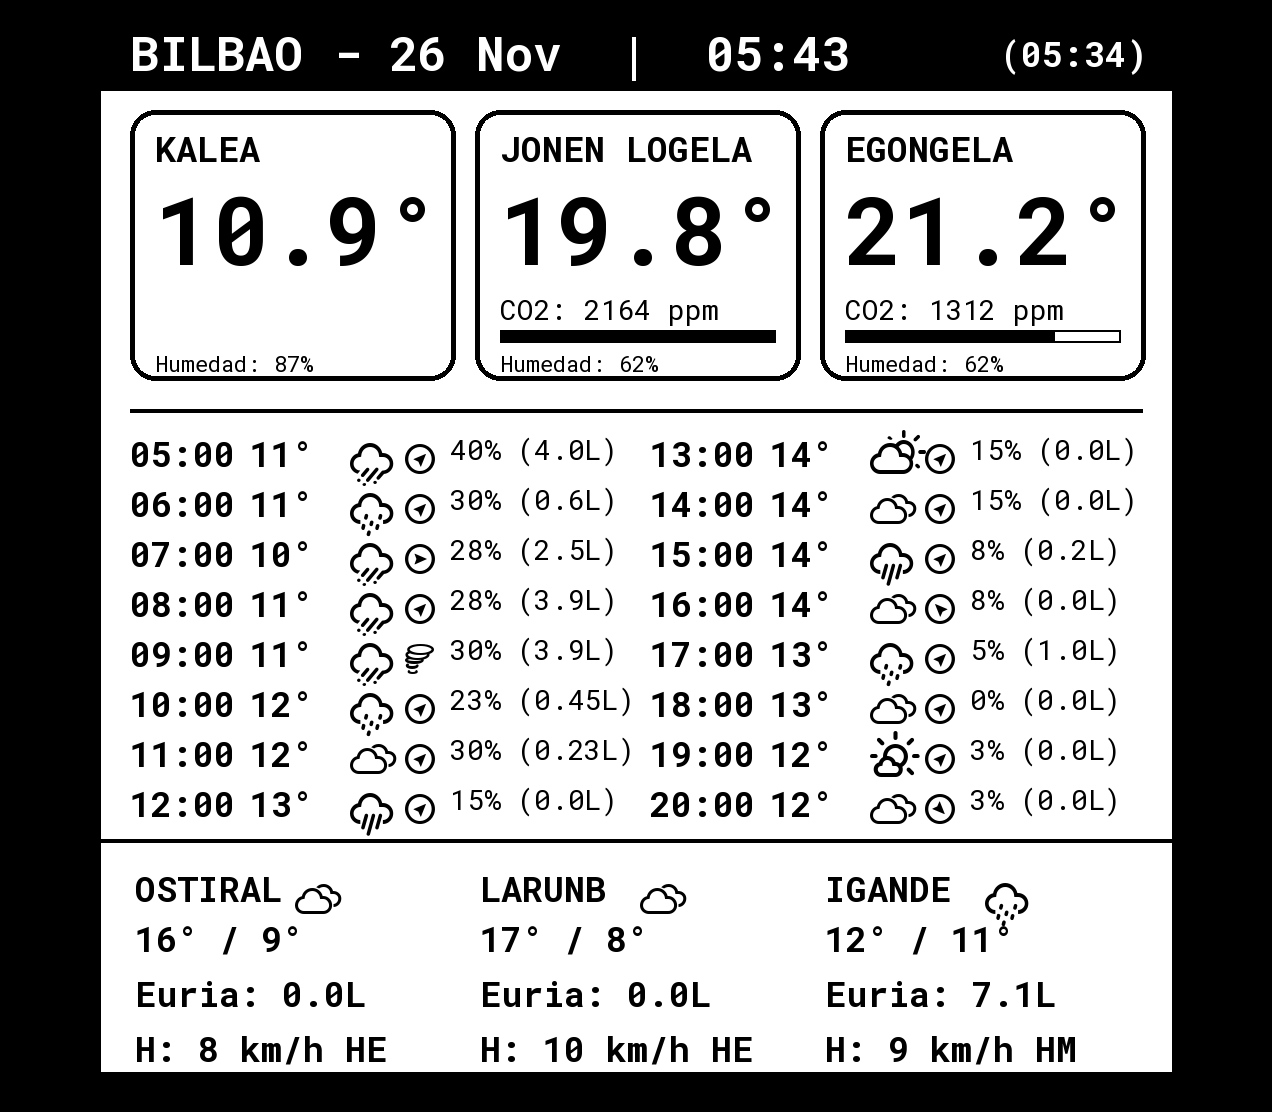 BILBAO - 26 Nov | 05:43 (05:34)
KALEA
10.9°
Humedad: 87%
JONEN LOGELA
19.8°
CO2: 2164 ppm
Humedad: 62%
EGONGELA
21.2°
CO2: 1312 ppm
Humedad: 62%
05:00 11° 40% (4.0L)
06:00 11° 30% (0.6L)
07:00 10° 28% (2.5L)
08:00 11° 28% (3.9L)
09:00 11° 30% (3.9L)
10:00 12° 23% (0.45L)
11:00 12° 30% (0.23L)
12:00 13° 15% (0.0L)
13:00 14° 15% (0.0L)
14:00 14° 15% (0.0L)
15:00 14° 8% (0.2L)
16:00 14° 8% (0.0L)
17:00 13° 5% (1.0L)
18:00 13° 0% (0.0L)
19:00 12° 3% (0.0L)
20:00 12° 3% (0.0L)
OSTIRAL
16° / 9°
Euria: 0.0L
H: 8 km/h HE
LARUNB
17° / 8°
Euria: 0.0L
H: 10 km/h HE
IGANDE
12° / 11°
Euria: 7.1L
H: 9 km/h HM